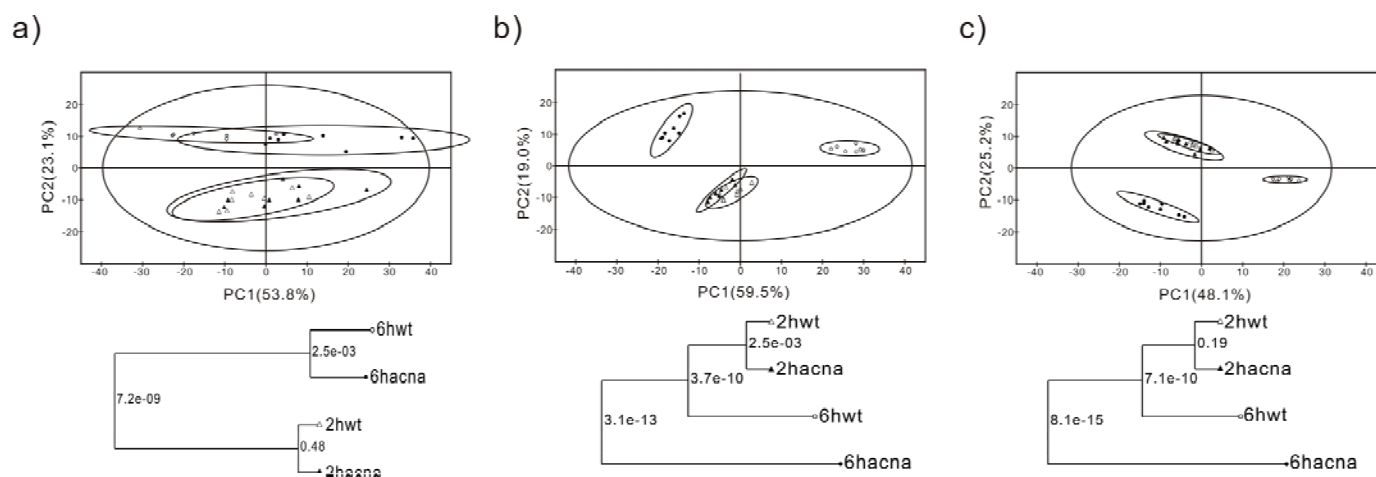 a)
b)
c)
PC2(23.1%)
20
10
0
-10
-20
-40
-30
-20
-10
0
10
20
30
40
PC1(53.8%)
PC2(19.0%)
20
10
0
-10
-20
-40
-30
-20
-10
0
10
20
30
40
PC1(59.5%)
PC2(25.2%)
20
10
0
-10
-20
-40
-30
-20
-10
0
10
20
30
40
PC1(48.1%)
6hwt
2.5e-03
6hacna
7.2e-09
2hwt
0.48
2hacna
2hwt
2.5e-03
2hacna
3.7e-10
6hwt
3.1e-13
6hacna
2hwt
0.19
2hacna
7.1e-10
6hwt
8.1e-15
6hacna